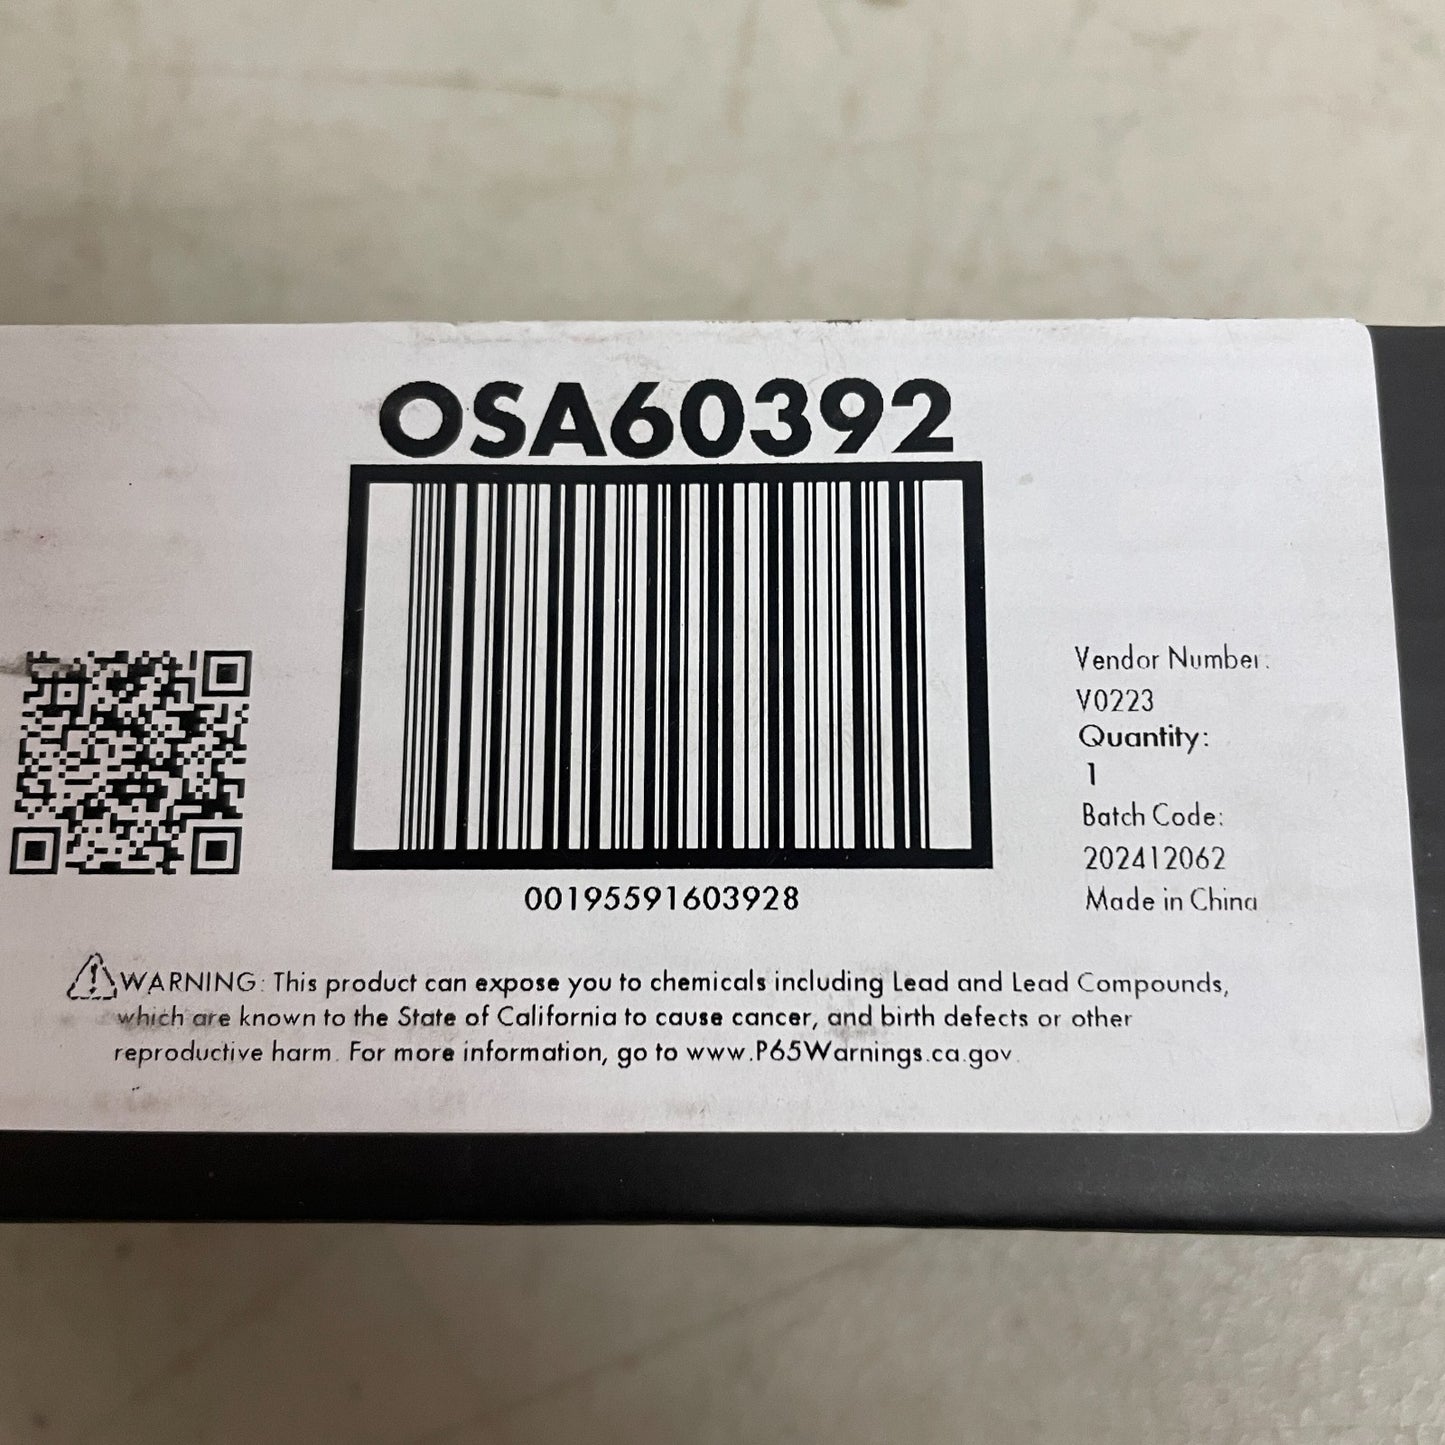 OSA60392
00195591603928
Vendor Number:
V0223
Quantity:
1
Batch Code:
202412062
Made in China
WARNING: This product can expose you to chemicals including Lead and Lead Compounds,
which are known to the State of California to cause cancer, and birth defects or other
reproductive harm. For more information, go to www.P65Warnings.ca.gov.